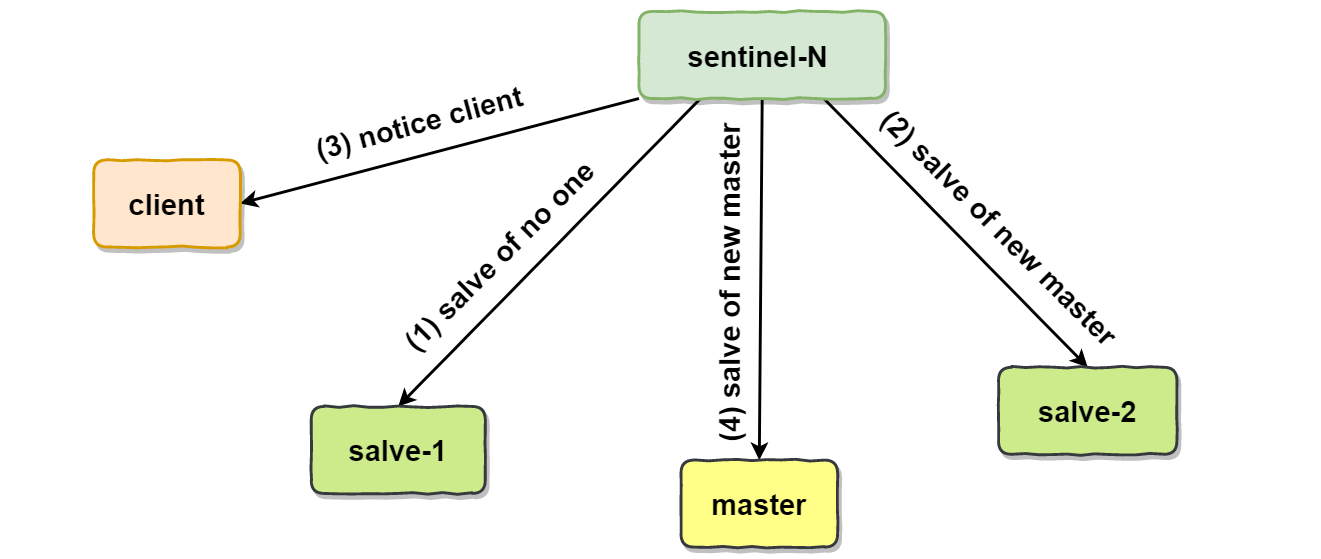 sentinel-N
(3) notice client
(2) salve of new master
client
(1) salve of no one
(4) salve of new master
salve-2
salve-1
master